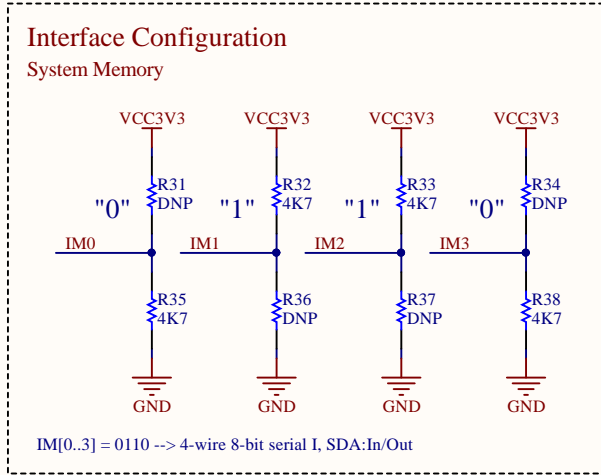 Interface Configuration
System Memory
VCC3V3 VCC3V3 VCC3V3 VCC3V3
R31 R32 R33 R34
DNP 4K7 4K7 DNP
"0" "1" "1" "0"
IM0 IM1 IM2 IM3
R35 R36 R37 R38
4K7 DNP DNP 4K7
GND GND GND GND
IM[0..3] = 0110 --> 4-wire 8-bit serial I, SDA:In/Out